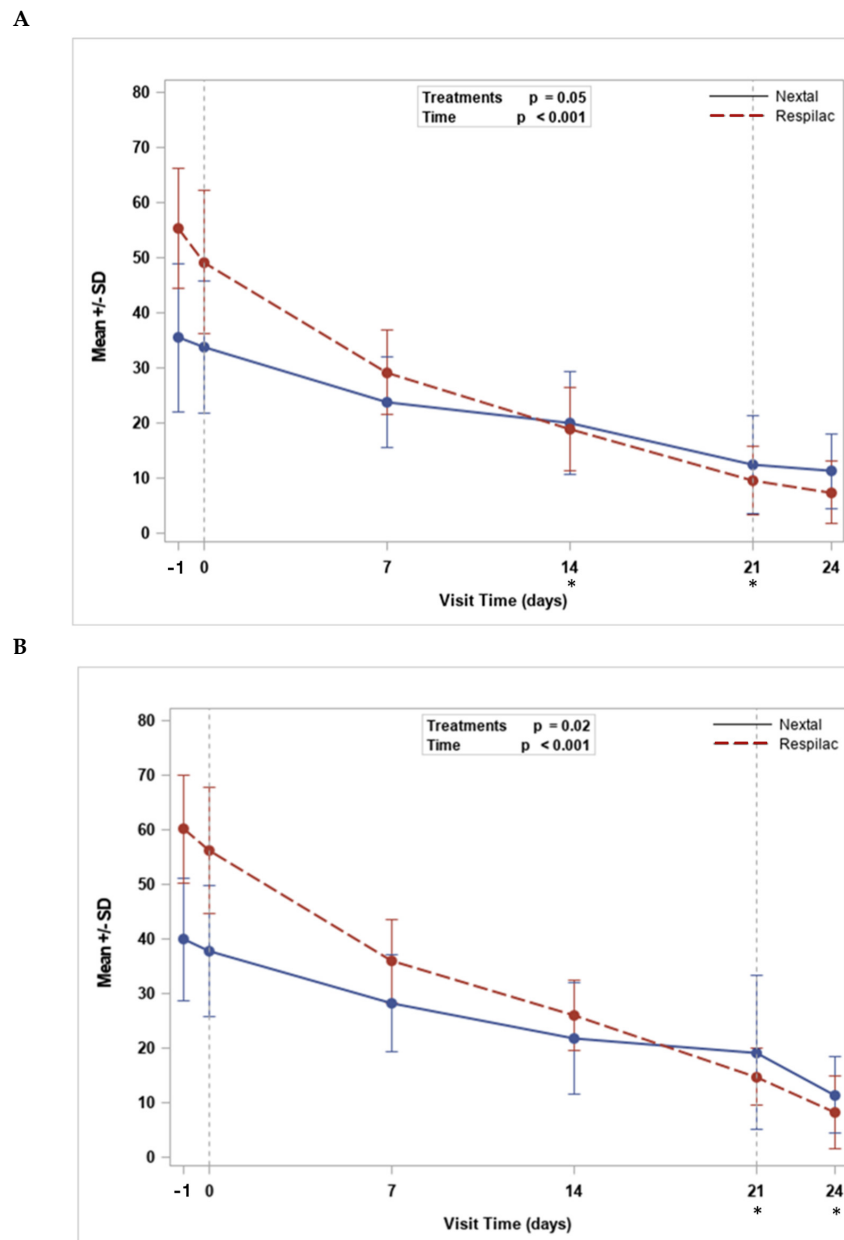 A
80
70
60
50
40
30
20
10
0
Mean +/- SD
Treatments p = 0.05
Time p < 0.001
Nextal
Respilac
-1 0 7 14 21 24
* *
Visit Time (days)
B
80
70
60
50
40
30
20
10
0
Mean +/- SD
Treatments p = 0.02
Time p < 0.001
Nextal
Respilac
-1 0 7 14 21 24
* *
Visit Time (days)